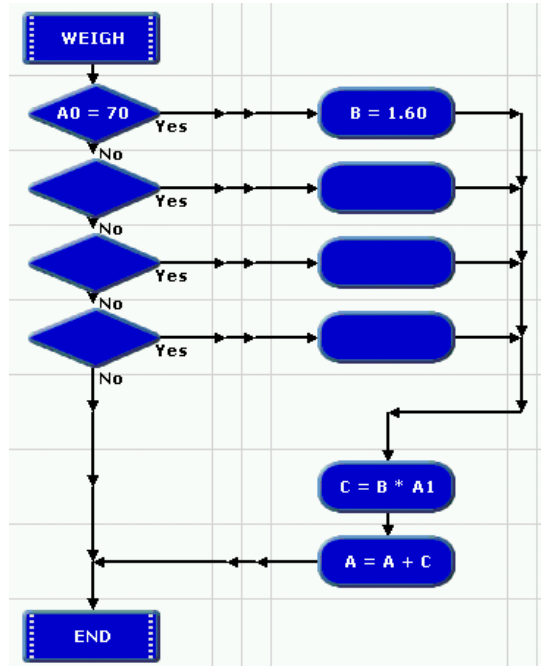 WEIGH
A0 = 70
Yes
B = 1.60
No
Yes
No
Yes
No
Yes
No
C = B * A1
A = A + C
END